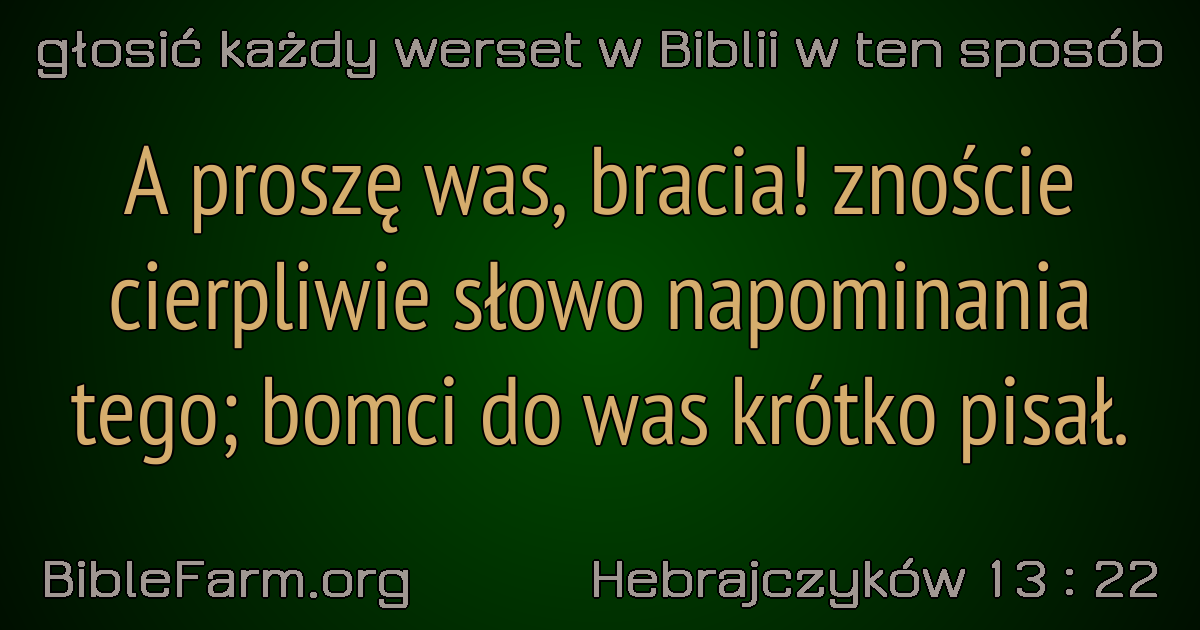 głosić każdy werset w Biblii w ten sposób
A proszę was, bracia! znoście
cierpliwie słowo napominania
tego; bomci do was krótko pisał.
BibleFarm.org
Hebrajczyków 13 : 22